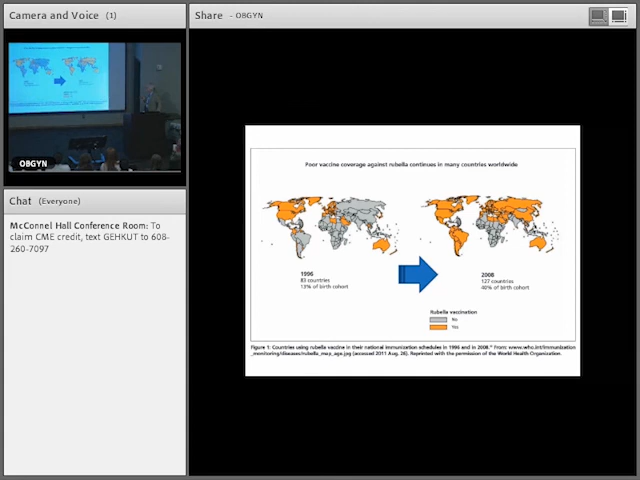 Camera and Voice (1)
Share - OBGYN
OBGYN
Chat (Everyone)
McConnel Hall Conference Room: To
claim CME credit, text GEHKUT to 608-
260-7097
Poor vaccine coverage against rubella continues in many countries worldwide
1996
83 countries
13% of birth cohort
2008
127 countries
40% of birth cohort
Rubella vaccination
No
Yes
Figure 1: Countries using rubella vaccine in their national immunization schedules in 1996 and in 2008. From: www.who.int/immunization
_monitoring/diseases/rubella_map_age.jpg (accessed 2011 Aug. 26). Reprinted with the permission of the World Health Organization.